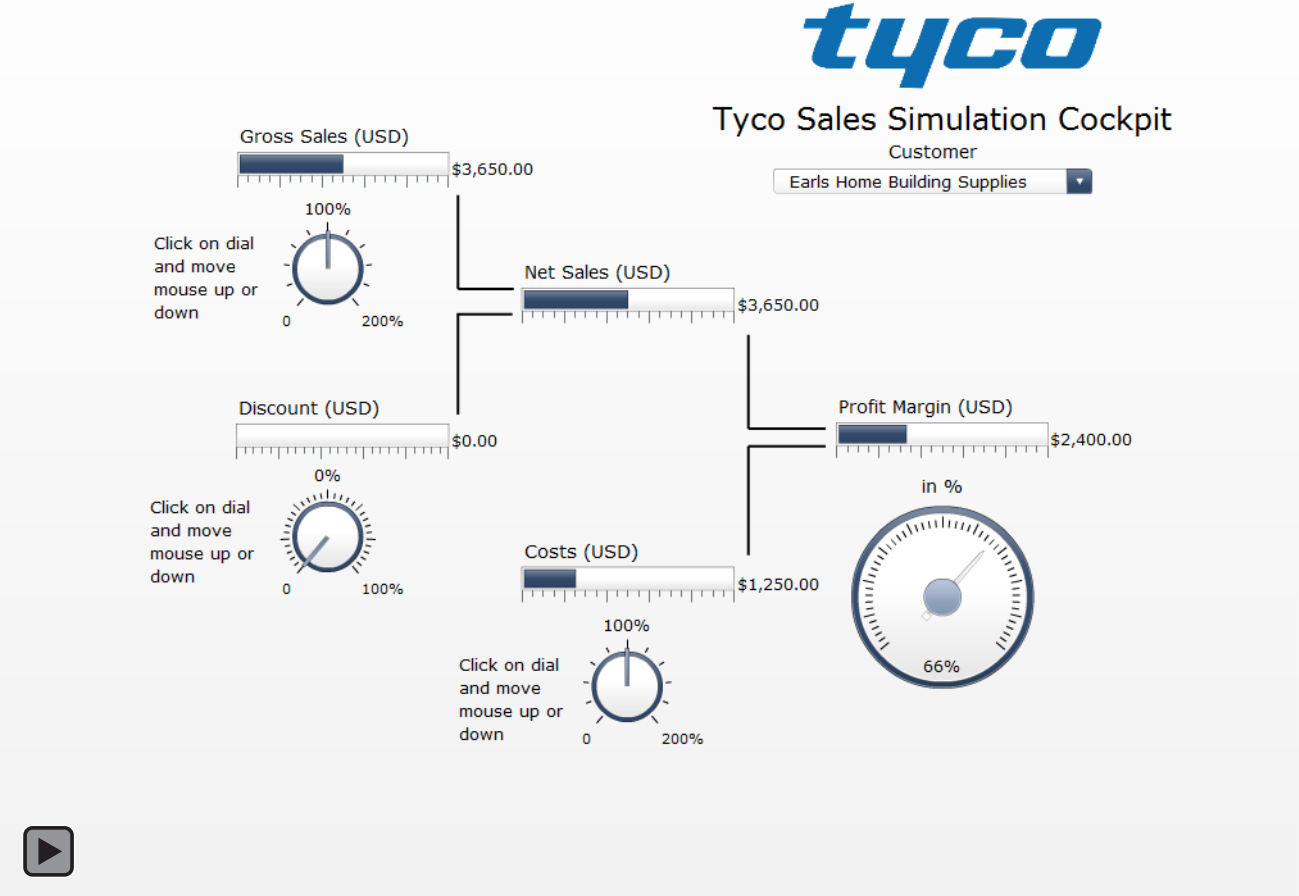 tyco
Tyco Sales Simulation Cockpit
Customer
Earls Home Building Supplies
Gross Sales (USD)
$3,650.00
100%
Click on dial
and move
mouse up or
down
0
200%
Net Sales (USD)
$3,650.00
Discount (USD)
$0.00
0%
Click on dial
and move
mouse up or
down
0
100%
Profit Margin (USD)
$2,400.00
in %
66%
Costs (USD)
$1,250.00
100%
Click on dial
and move
mouse up or
down
0
200%